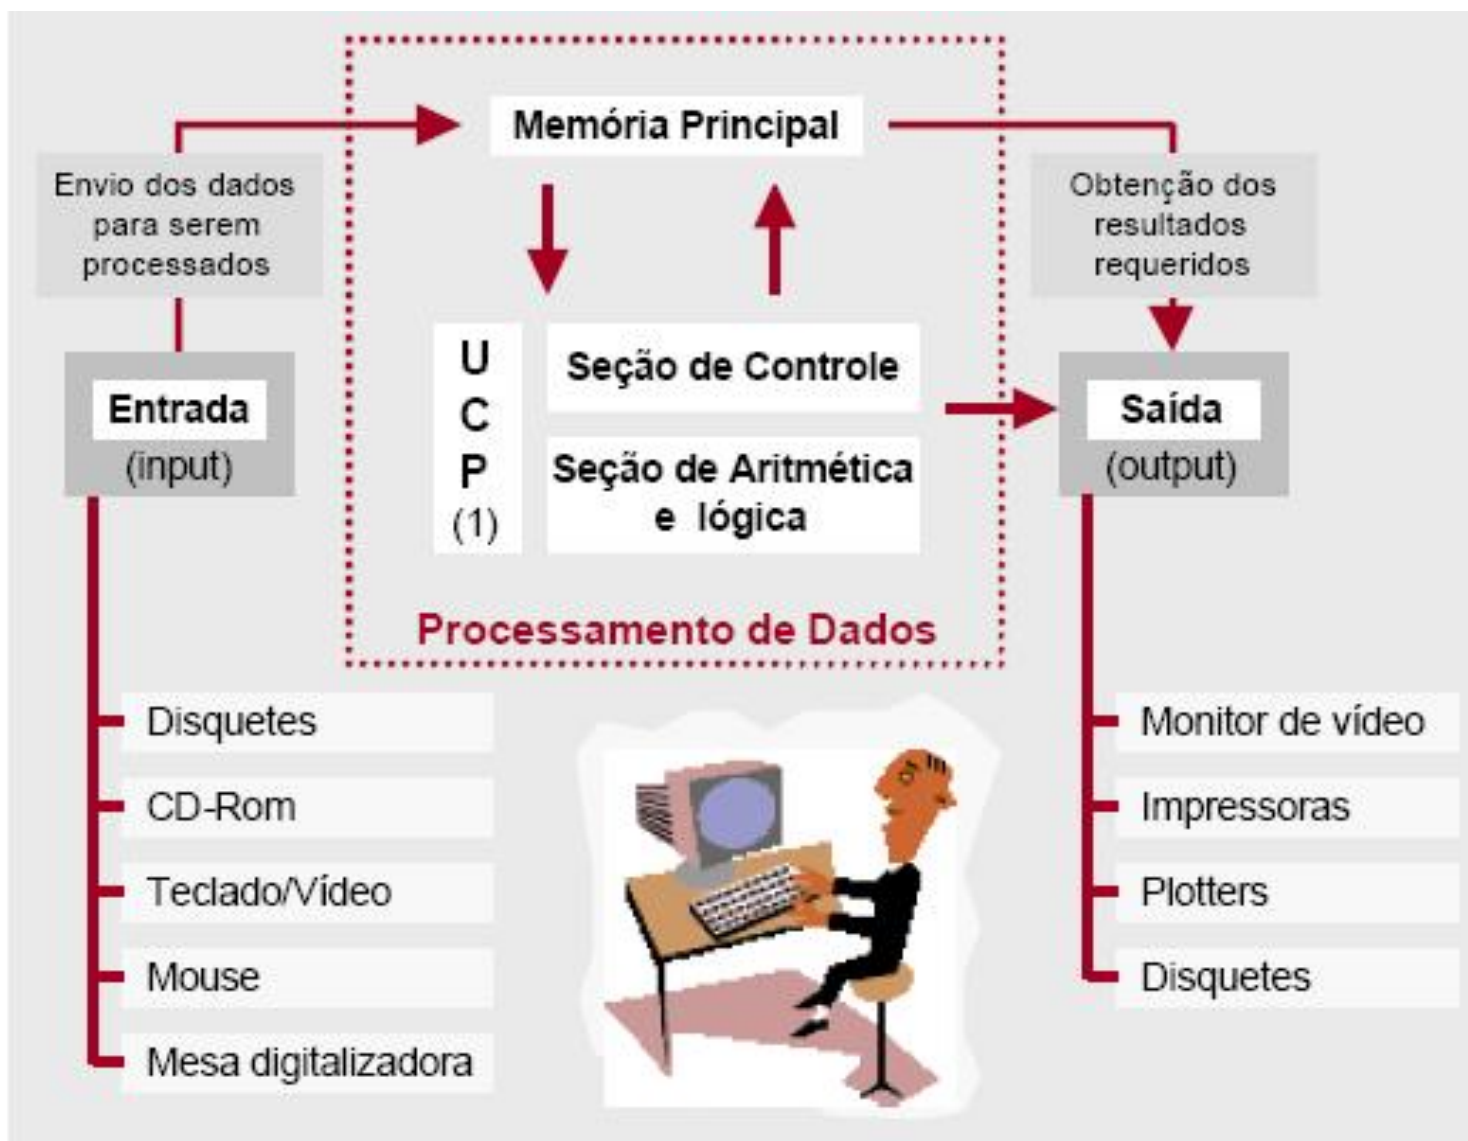 Memória Principal
Envio dos dados
para serem
processados
Obtenção dos
resultados
requeridos
U
C
P
(1)
Seção de Controle
Seção de Aritmética
e lógica
Entrada
(input)
Saída
(output)
Processamento de Dados
Disquetes
CD-Rom
Teclado/Vídeo
Mouse
Mesa digitalizadora
Monitor de vídeo
Impressoras
Plotters
Disquetes